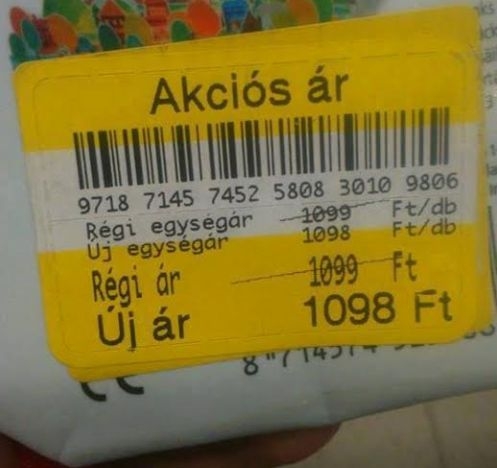 Akciós ár
9718 7145 7452 5808 3010 9806
Régi egységár 1099 Ft/db
Új egységár 1098 Ft/db
Régi ár 1099 Ft
Új ár 1098 Ft
CE